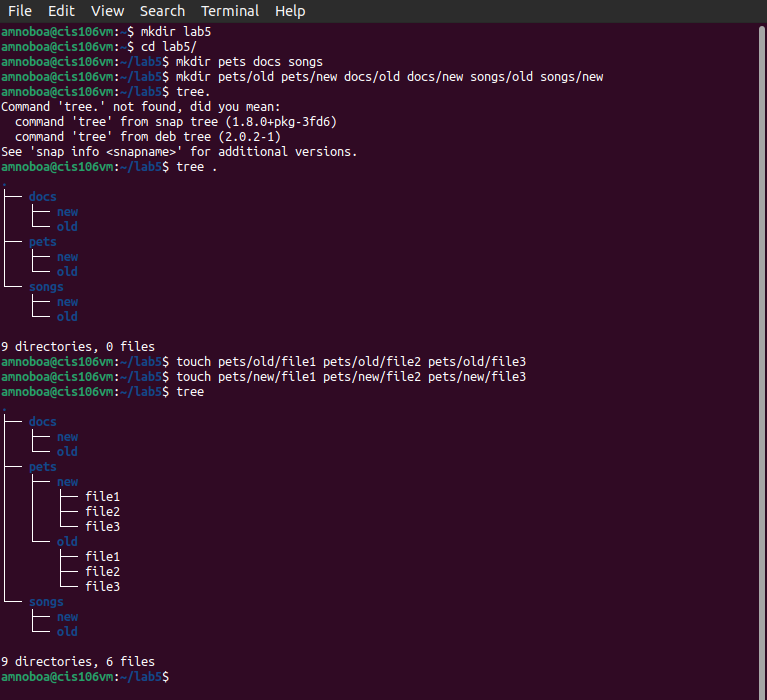 File Edit View Search Terminal Help
amnoboa@cis106vm:~$ mkdir lab5
amnoboa@cis106vm:~$ cd lab5/
amnoboa@cis106vm:~/lab5$ mkdir pets docs songs
amnoboa@cis106vm:~/lab5$ mkdir pets/old pets/new docs/old docs/new songs/old songs/new
amnoboa@cis106vm:~/lab5$ tree.
Command 'tree.' not found, did you mean:
  command 'tree' from snap tree (1.8.0+pkg-3fd6)
  command 'tree' from deb tree (2.0.2-1)
See 'snap info <snapname>' for additional versions.
amnoboa@cis106vm:~/lab5$ tree .
.
├── docs
│   ├── new
│   └── old
├── pets
│   ├── new
│   └── old
└── songs
    ├── new
    └── old

9 directories, 0 files
amnoboa@cis106vm:~/lab5$ touch pets/old/file1 pets/old/file2 pets/old/file3
amnoboa@cis106vm:~/lab5$ touch pets/new/file1 pets/new/file2 pets/new/file3
amnoboa@cis106vm:~/lab5$ tree
.
├── docs
│   ├── new
│   └── old
├── pets
│   ├── new
│   │   ├── file1
│   │   ├── file2
│   │   └── file3
│   └── old
│       ├── file1
│       ├── file2
│       └── file3
└── songs
    ├── new
    └── old

9 directories, 6 files
amnoboa@cis106vm:~/lab5$